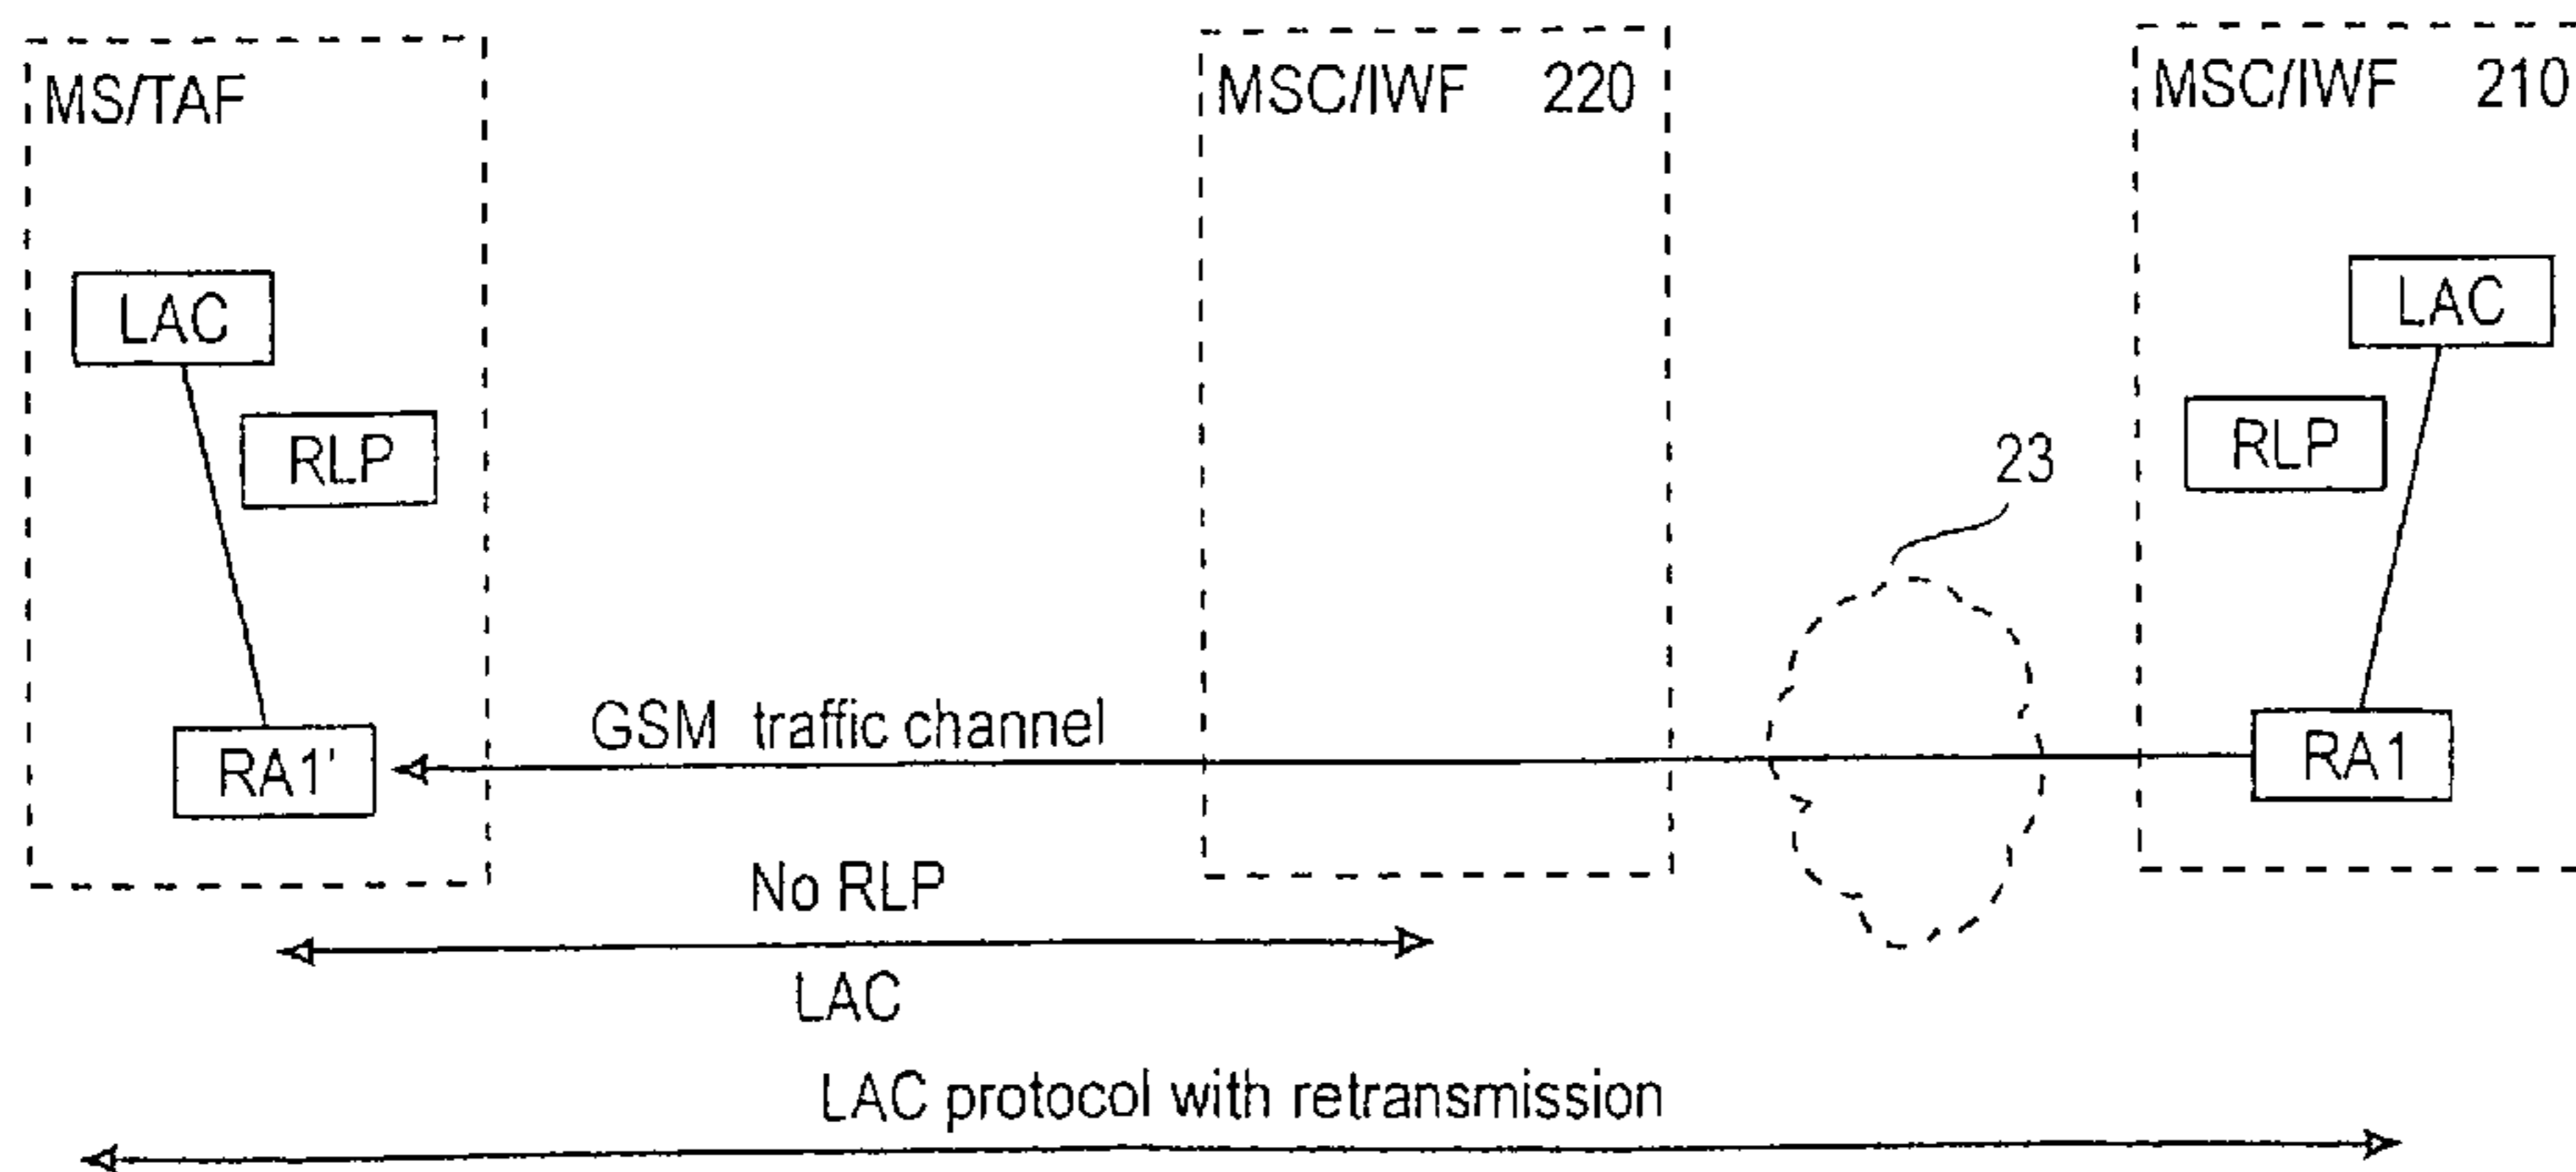 MS/TAF
MSC/IWF 220
MSC/IWF 210
LAC
LAC
RLP
RLP
23
GSM traffic channel
RA1'
RA1
No RLP
LAC
LAC protocol with retransmission